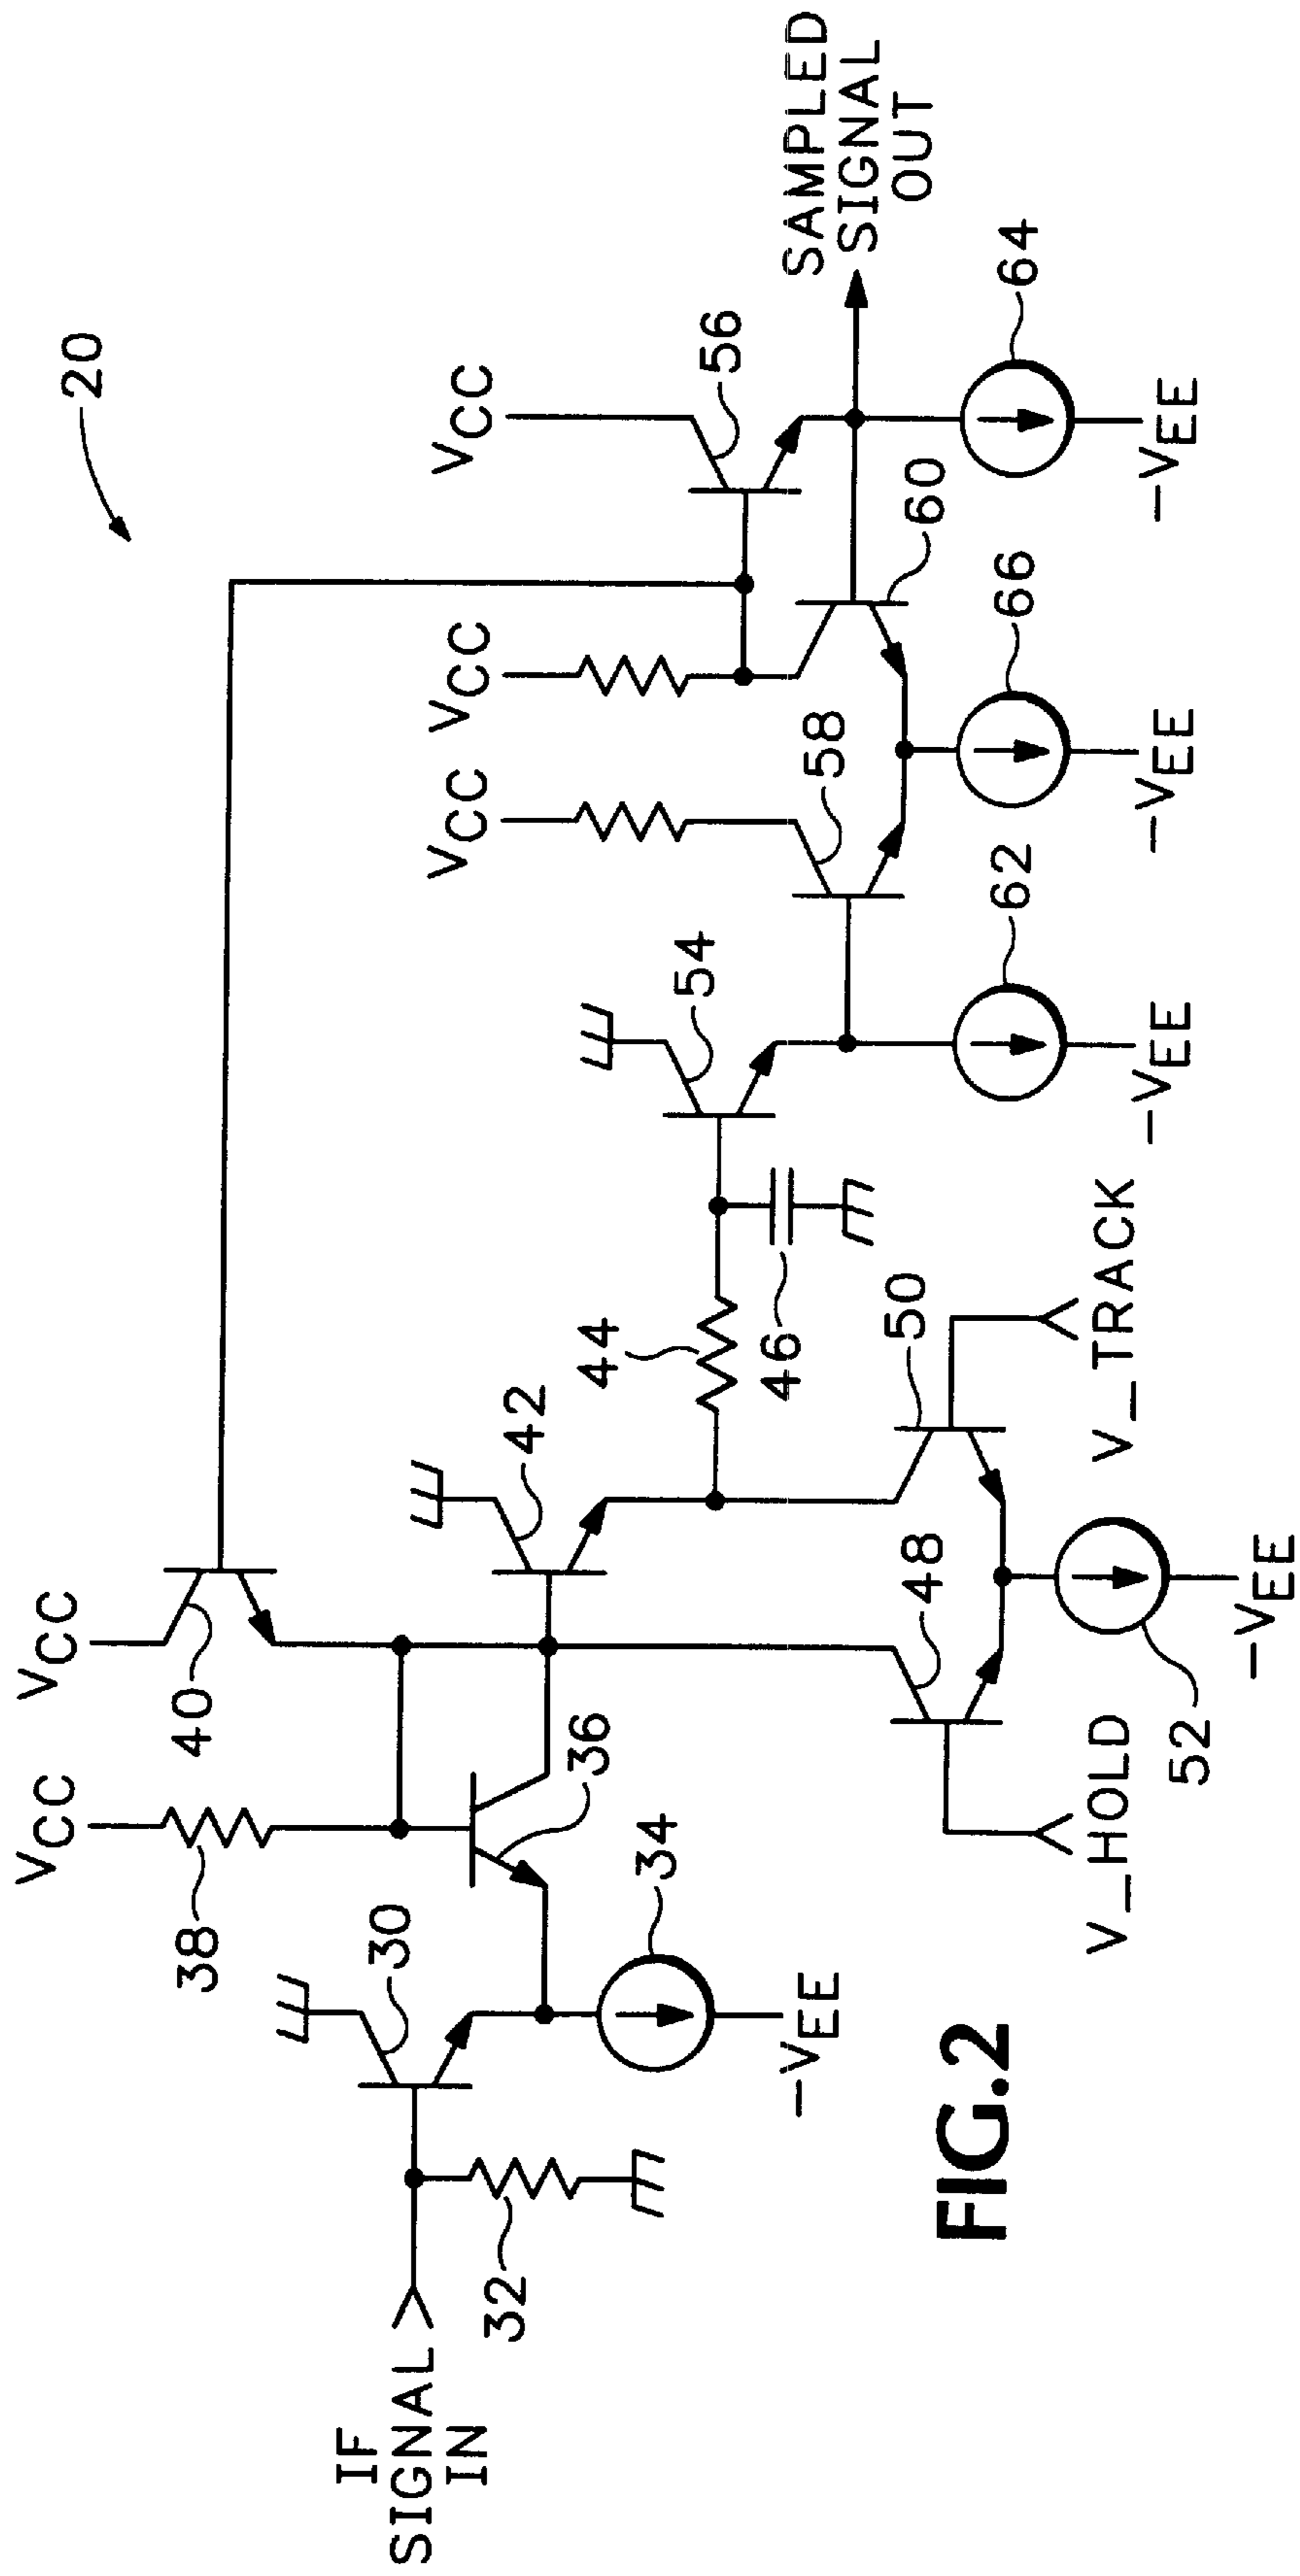 20
VCC
VCC
VCC
VCC
VCC
38
40
30
36
42
44
54
58
56
60
SAMPLED
SIGNAL
OUT
IF
SIGNAL
IN
32
34
-VEE
48
50
46
62
66
64
-VEE
-VEE
-VEE
V_HOLD
52
-VEE
V_TRACK
FIG.2